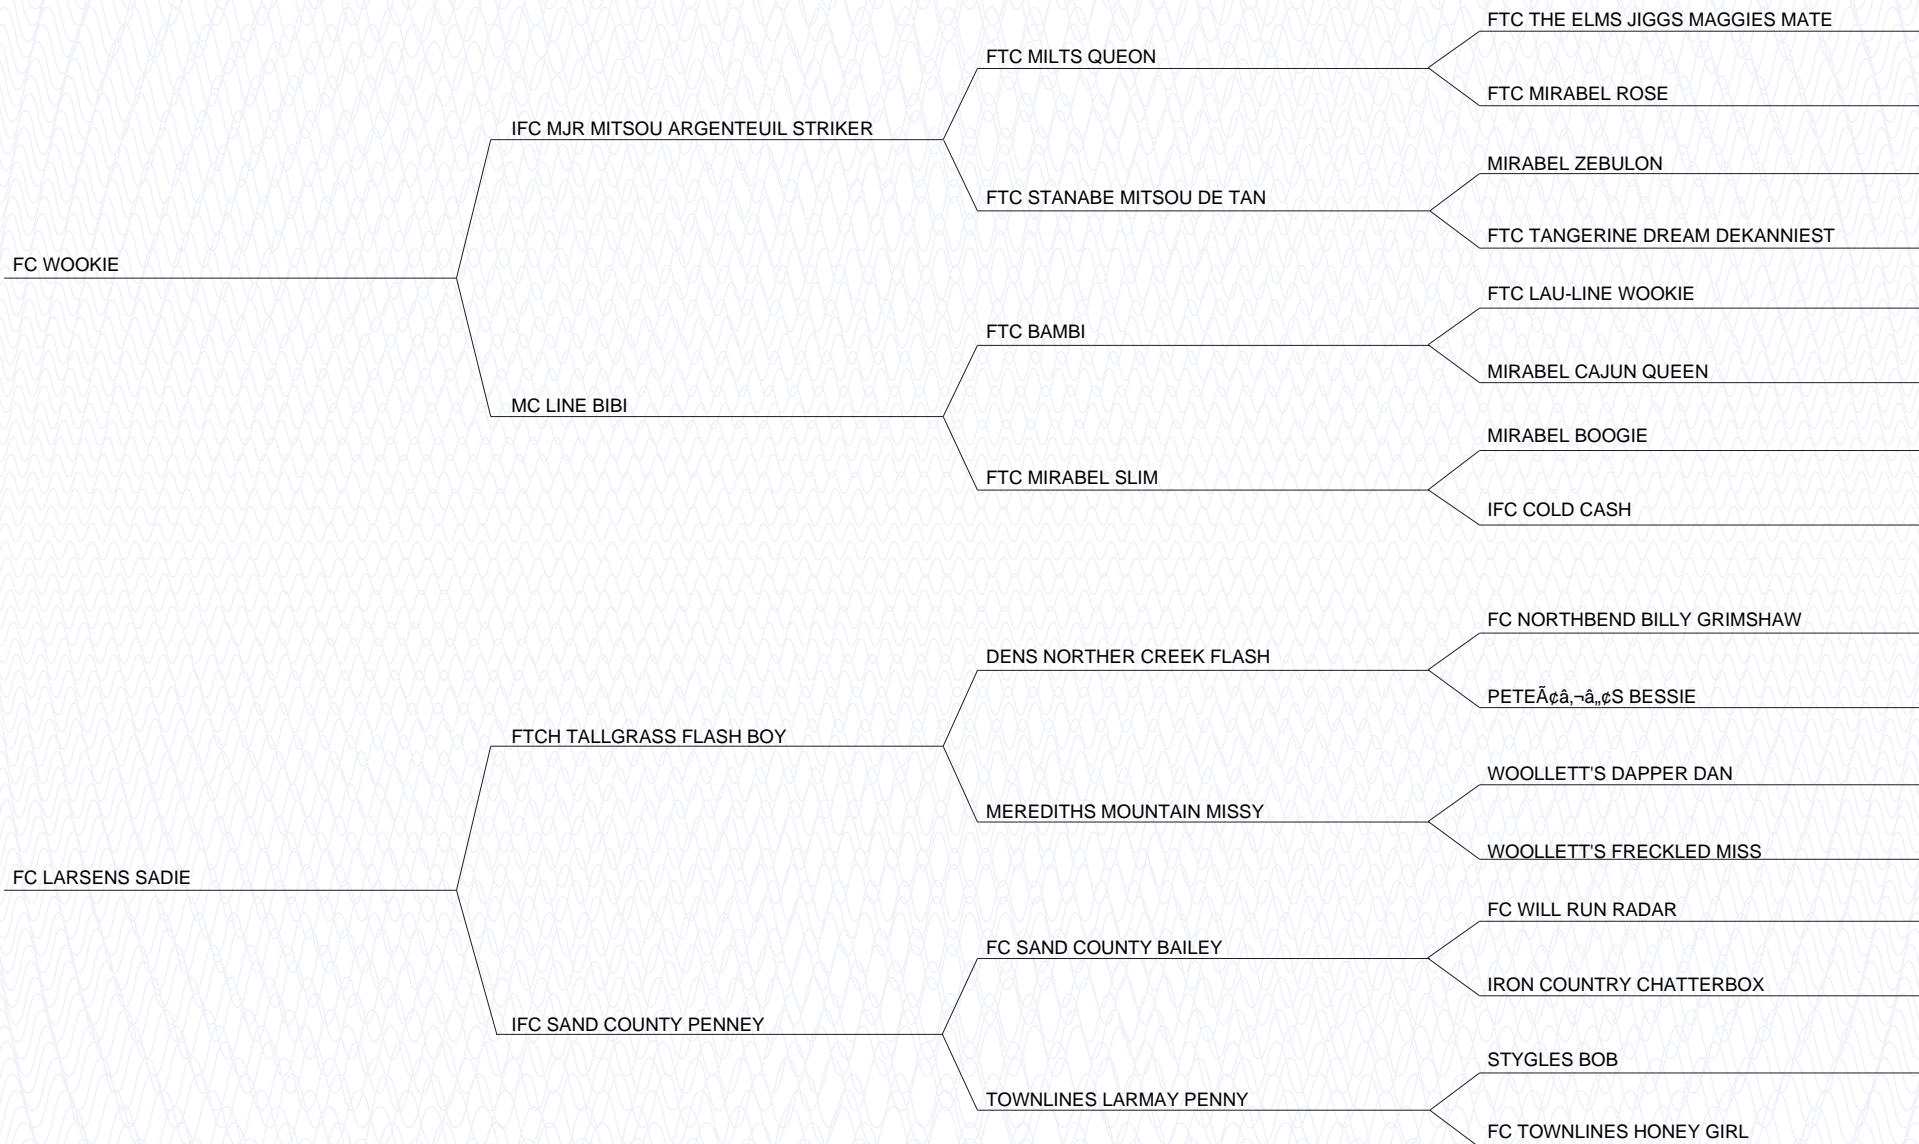 FTC THE ELMS JIGGS MAGGIES MATE
FTC MILTS QUEON
FTC MIRABEL ROSE
IFC MJR MITSOU ARGENTEUIL STRIKER
MIRABEL ZEBULON
FTC STANABE MITSOU DE TAN
FTC TANGERINE DREAM DEKANNIEST
FC WOOKIE
FTC LAU-LINE WOOKIE
FTC BAMBI
MIRABEL CAJUN QUEEN
MC LINE BIBI
MIRABEL BOOGIE
FTC MIRABEL SLIM
IFC COLD CASH
FC NORTHBEND BILLY GRIMSHAW
DENS NORTHER CREEK FLASH
PETEÃ¢â‚¬â„¢S BESSIE
FTCH TALLGRASS FLASH BOY
WOOLLETT'S DAPPER DAN
MEREDITHS MOUNTAIN MISSY
WOOLLETT'S FRECKLED MISS
FC LARSENS SADIE
FC WILL RUN RADAR
FC SAND COUNTY BAILEY
IRON COUNTRY CHATTERBOX
IFC SAND COUNTY PENNEY
STYGLES BOB
TOWNLINES LARMAY PENNY
FC TOWNLINES HONEY GIRL